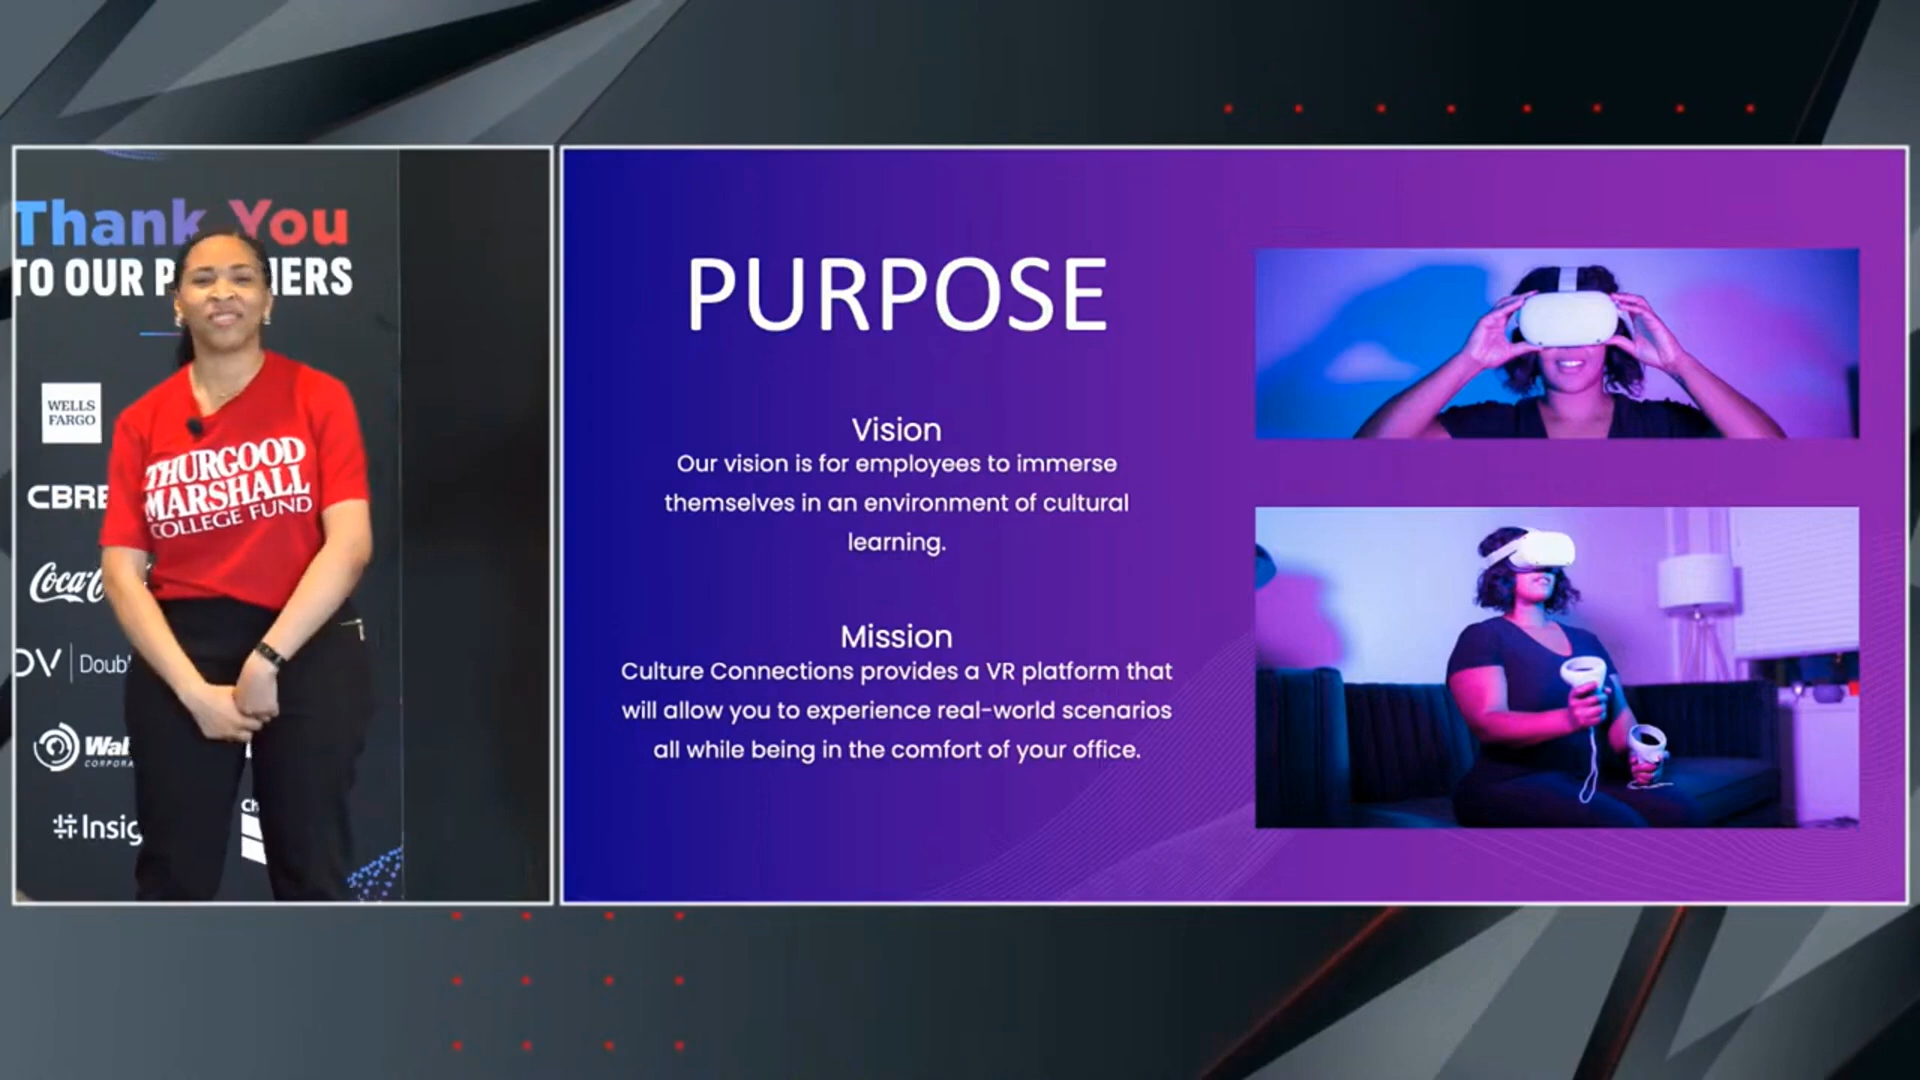 Thank You
TO OUR
WELLS
FARGO
CBRE
THURGOOD
MARSHALL
COLLEGE FUND
PURPOSE
Vision
Our vision is for employees to immerse
themselves in an environment of cultural
learning.
Mission
Culture Connections provides a VR platform that
will allow you to experience real-world scenarios
all while being in the comfort of your office.